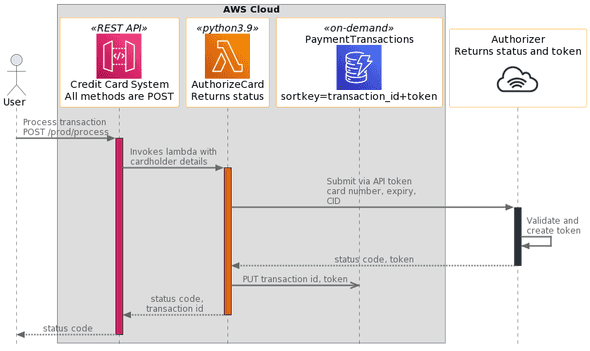 AWS Cloud
«REST API»
Credit Card System
All methods are POST
«python3.9»
AuthorizeCard
Returns status
«on-demand»
PaymentTransactions
sortkey=transaction_id+token
Authorizer
Returns status and token
User
Process transaction
POST /prod/process
Invokes lambda with
cardholder details
Submit via API token
card number, expiry,
CID
Validate and
create token
status code, token
PUT transaction id, token
status code,
transaction id
status code